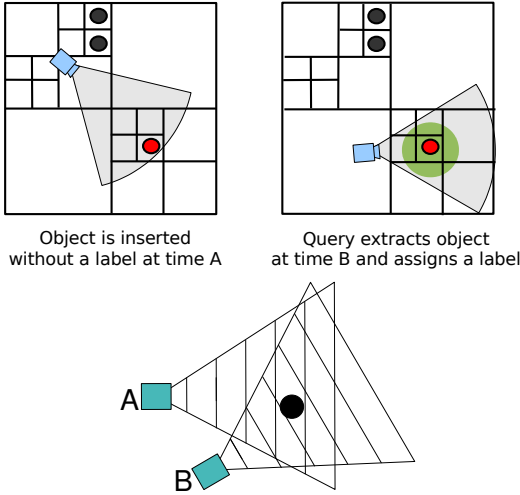 Object is inserted
without a label at time A
Query extracts object
at time B and assigns a label
A
B